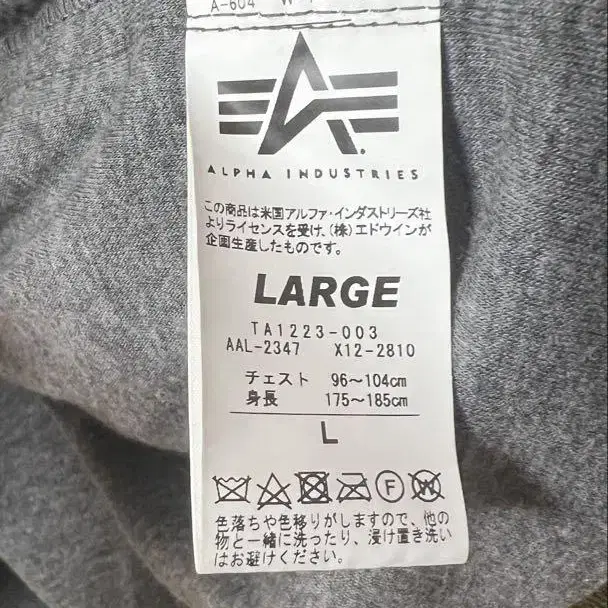 A-604
ALPHA INDUSTRIES
この商品は米国アルファ・インダストリーズ社
よりライセンスを受け、(株)エドウインが
企画生産したものです。
LARGE
TA1223-003
AAL-2347 X12-2810
チェスト 96〜104cm
身長 175〜185cm
L
F W
色落ちや色移りがしますので、他の
物と一緒に洗ったり、浸け置き洗い
はお避けください。